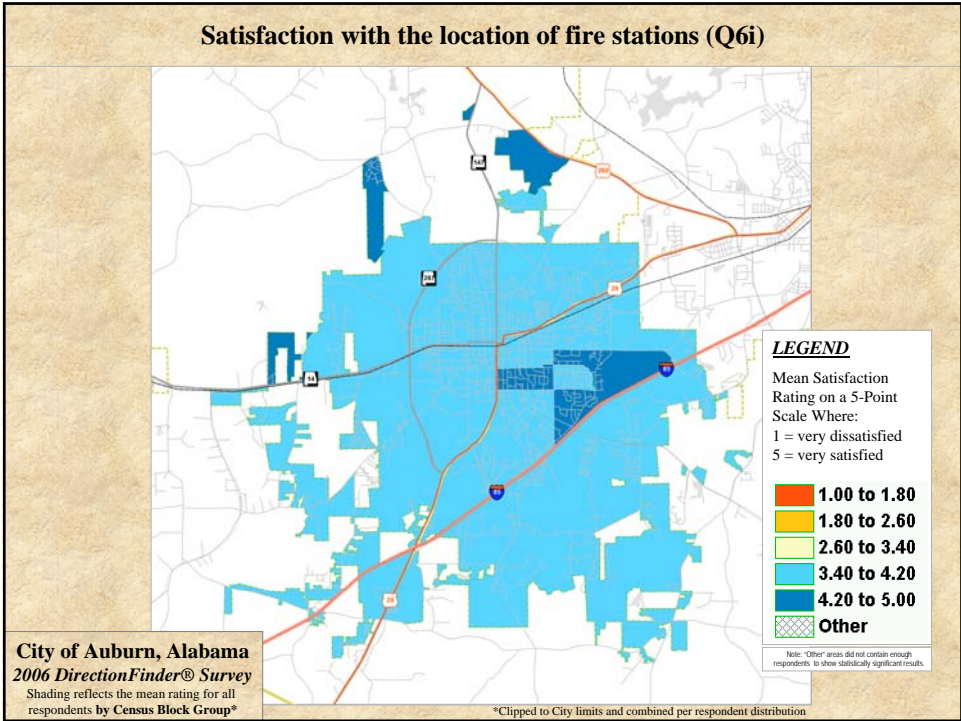 Satisfaction with the location of fire stations (Q6i)
147
280
267
29
14
85
85
29
LEGEND
Mean Satisfaction
Rating on a 5-Point
Scale Where:
1 = very dissatisfied
5 = very satisfied
1.00 to 1.80
1.80 to 2.60
2.60 to 3.40
3.40 to 4.20
4.20 to 5.00
Other
Note: "Other" areas did not contain enough
respondents to show statistically significant results.
City of Auburn, Alabama
2006 DirectionFinder® Survey
Shading reflects the mean rating for all
respondents by Census Block Group*
*Clipped to City limits and combined per respondent distribution